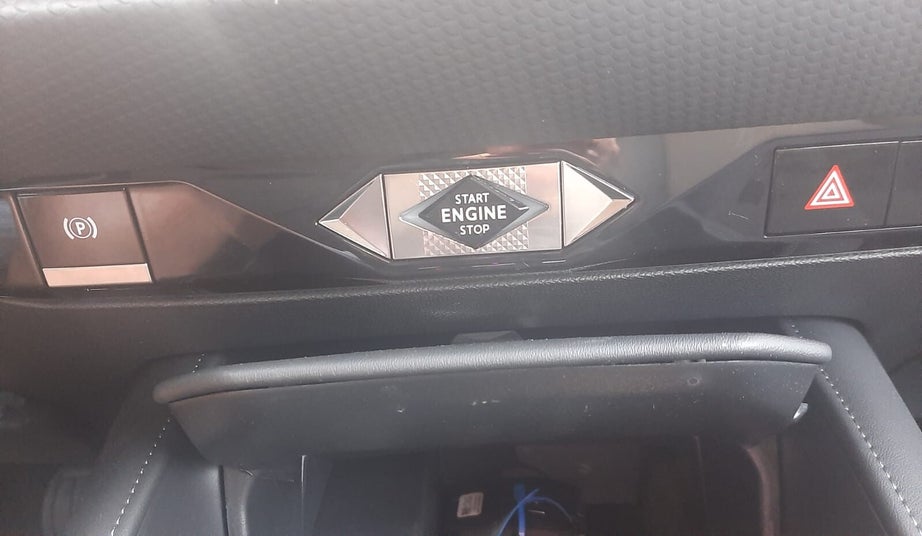 P
START
ENGINE
STOP